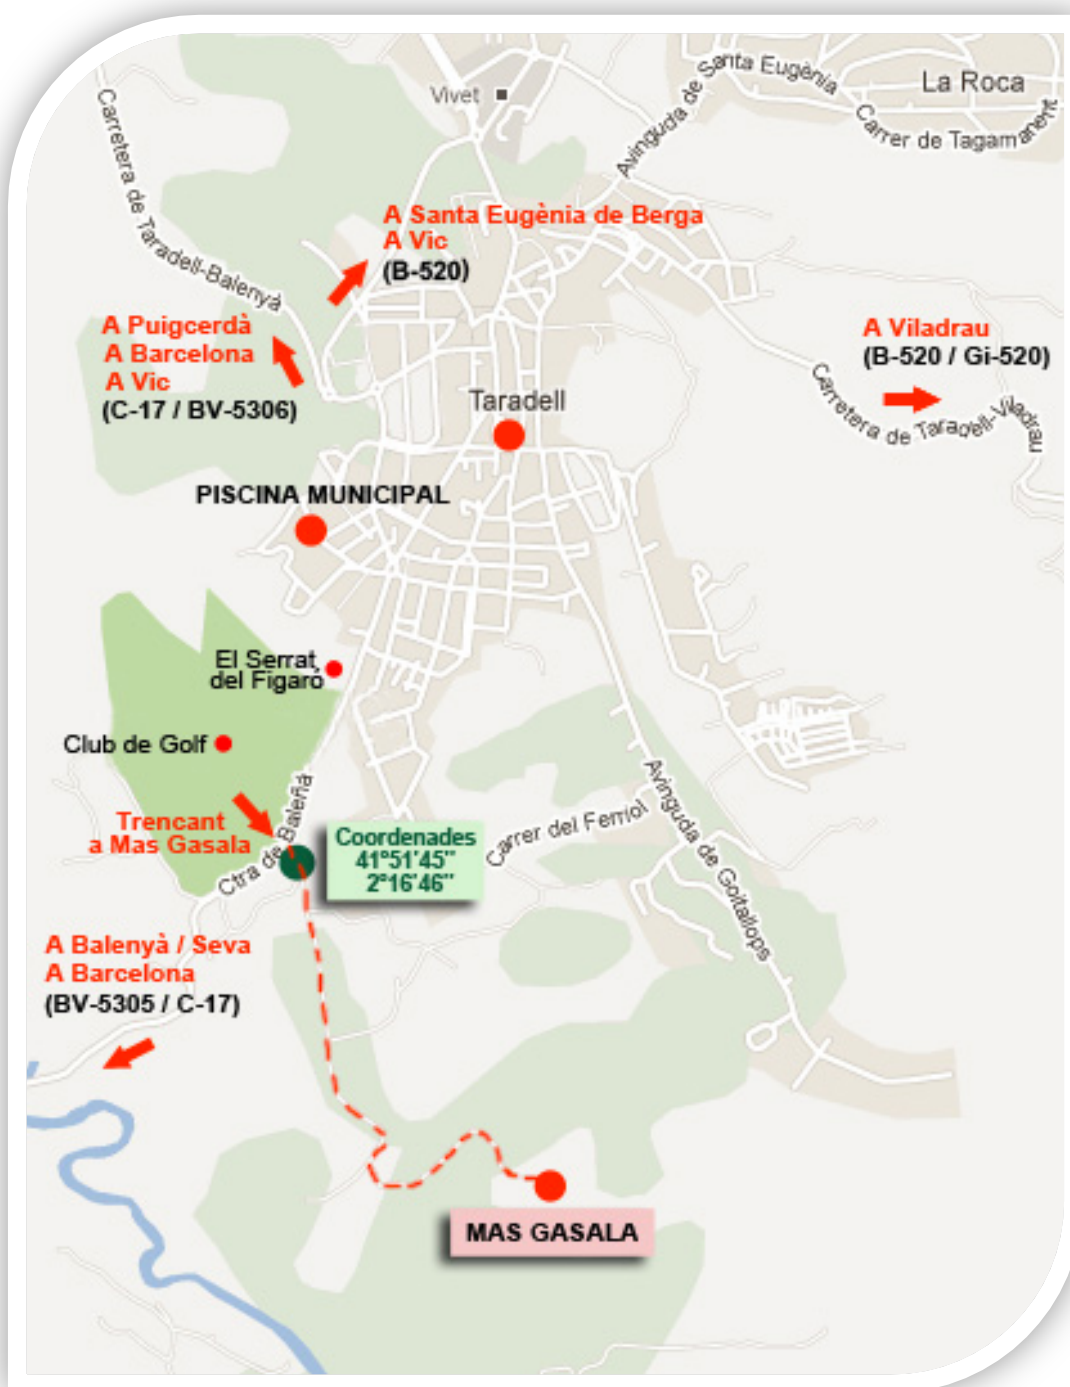 Vivet
Avinguda de Santa Eugènia
La Roca
Carrer de Tagamanent
Carretera de Taradell-Balenyà
A Santa Eugènia de Berga
A Vic
(B-520)
A Puigcerdà
A Barcelona
A Vic
(C-17 / BV-5306)
A Viladrau
(B-520 / Gi-520)
Carretera de Taradell-Viladrau
Taradell
PISCINA MUNICIPAL
El Serrat
del Figaró
Club de Golf
Trencant
a Mas Gasala
Ctra de Baleñá
Coordenades
41°51'45"
2°16'46"
Carrer del Ferriol
Avinguda de Goitallops
A Balenyà / Seva
A Barcelona
(BV-5305 / C-17)
MAS GASALA